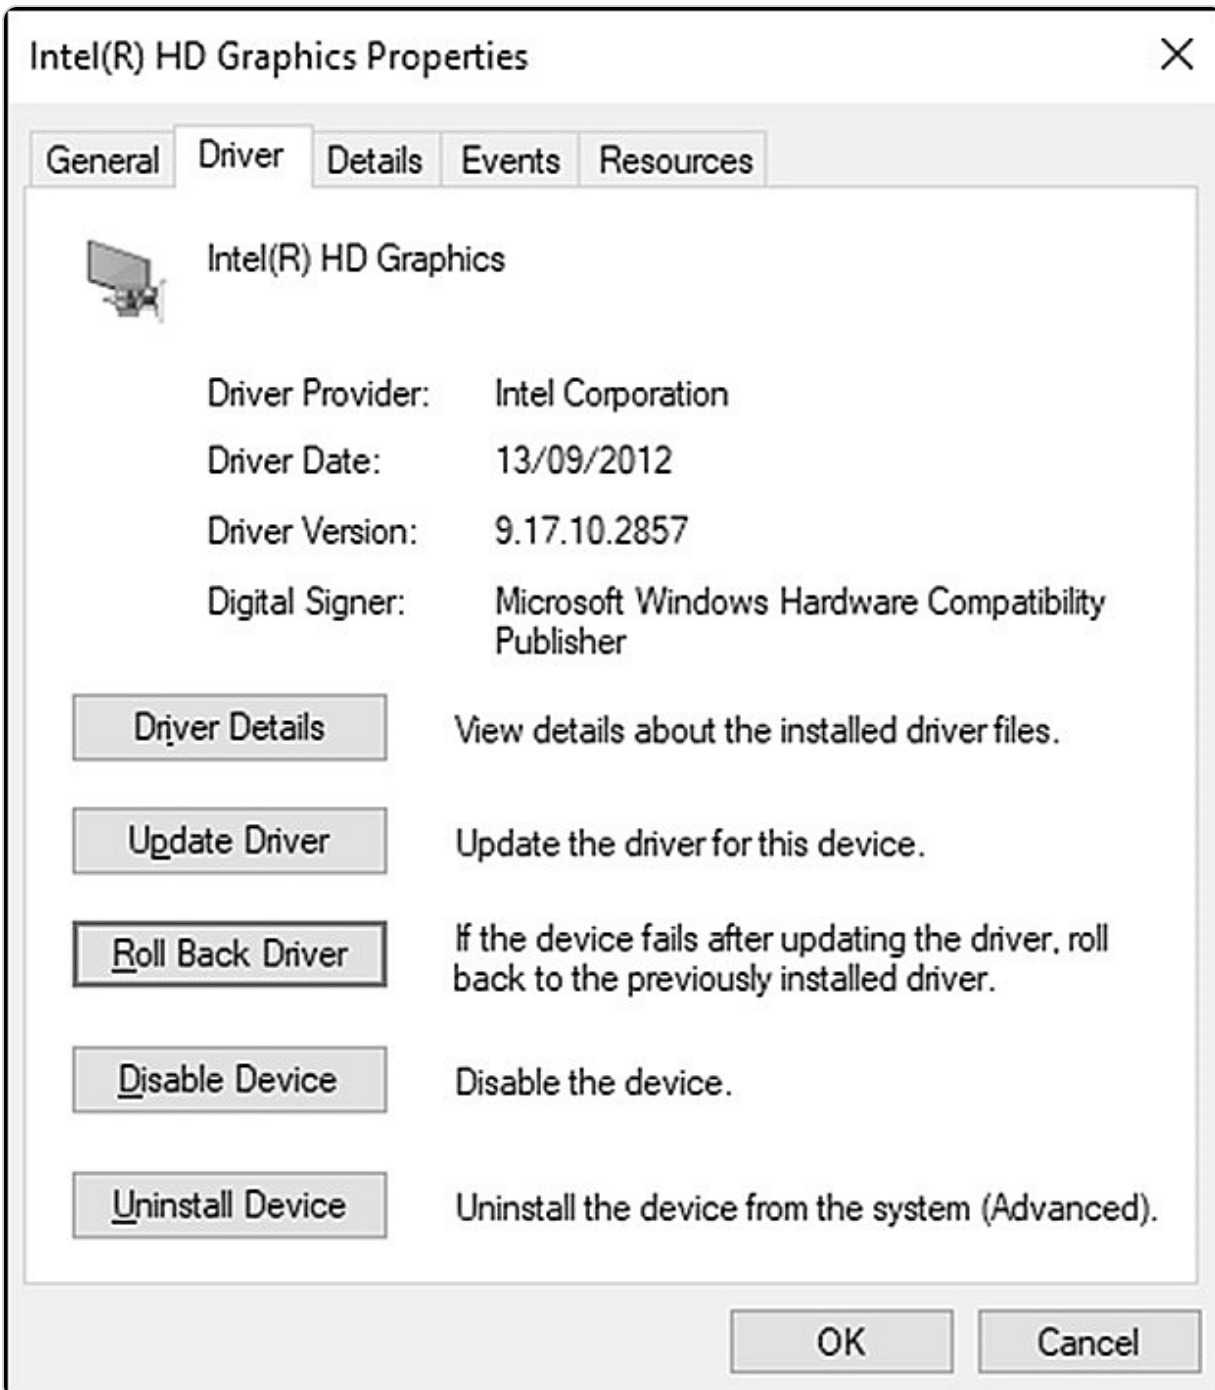 Intel(R) HD Graphics Properties
General Driver Details Events Resources
Intel(R) HD Graphics
Driver Provider: Intel Corporation
Driver Date: 13/09/2012
Driver Version: 9.17.10.2857
Digital Signer: Microsoft Windows Hardware Compatibility
Publisher
Driver Details View details about the installed driver files.
Update Driver Update the driver for this device.
Roll Back Driver If the device fails after updating the driver, roll
back to the previously installed driver.
Disable Device Disable the device.
Uninstall Device Uninstall the device from the system (Advanced).
OK Cancel